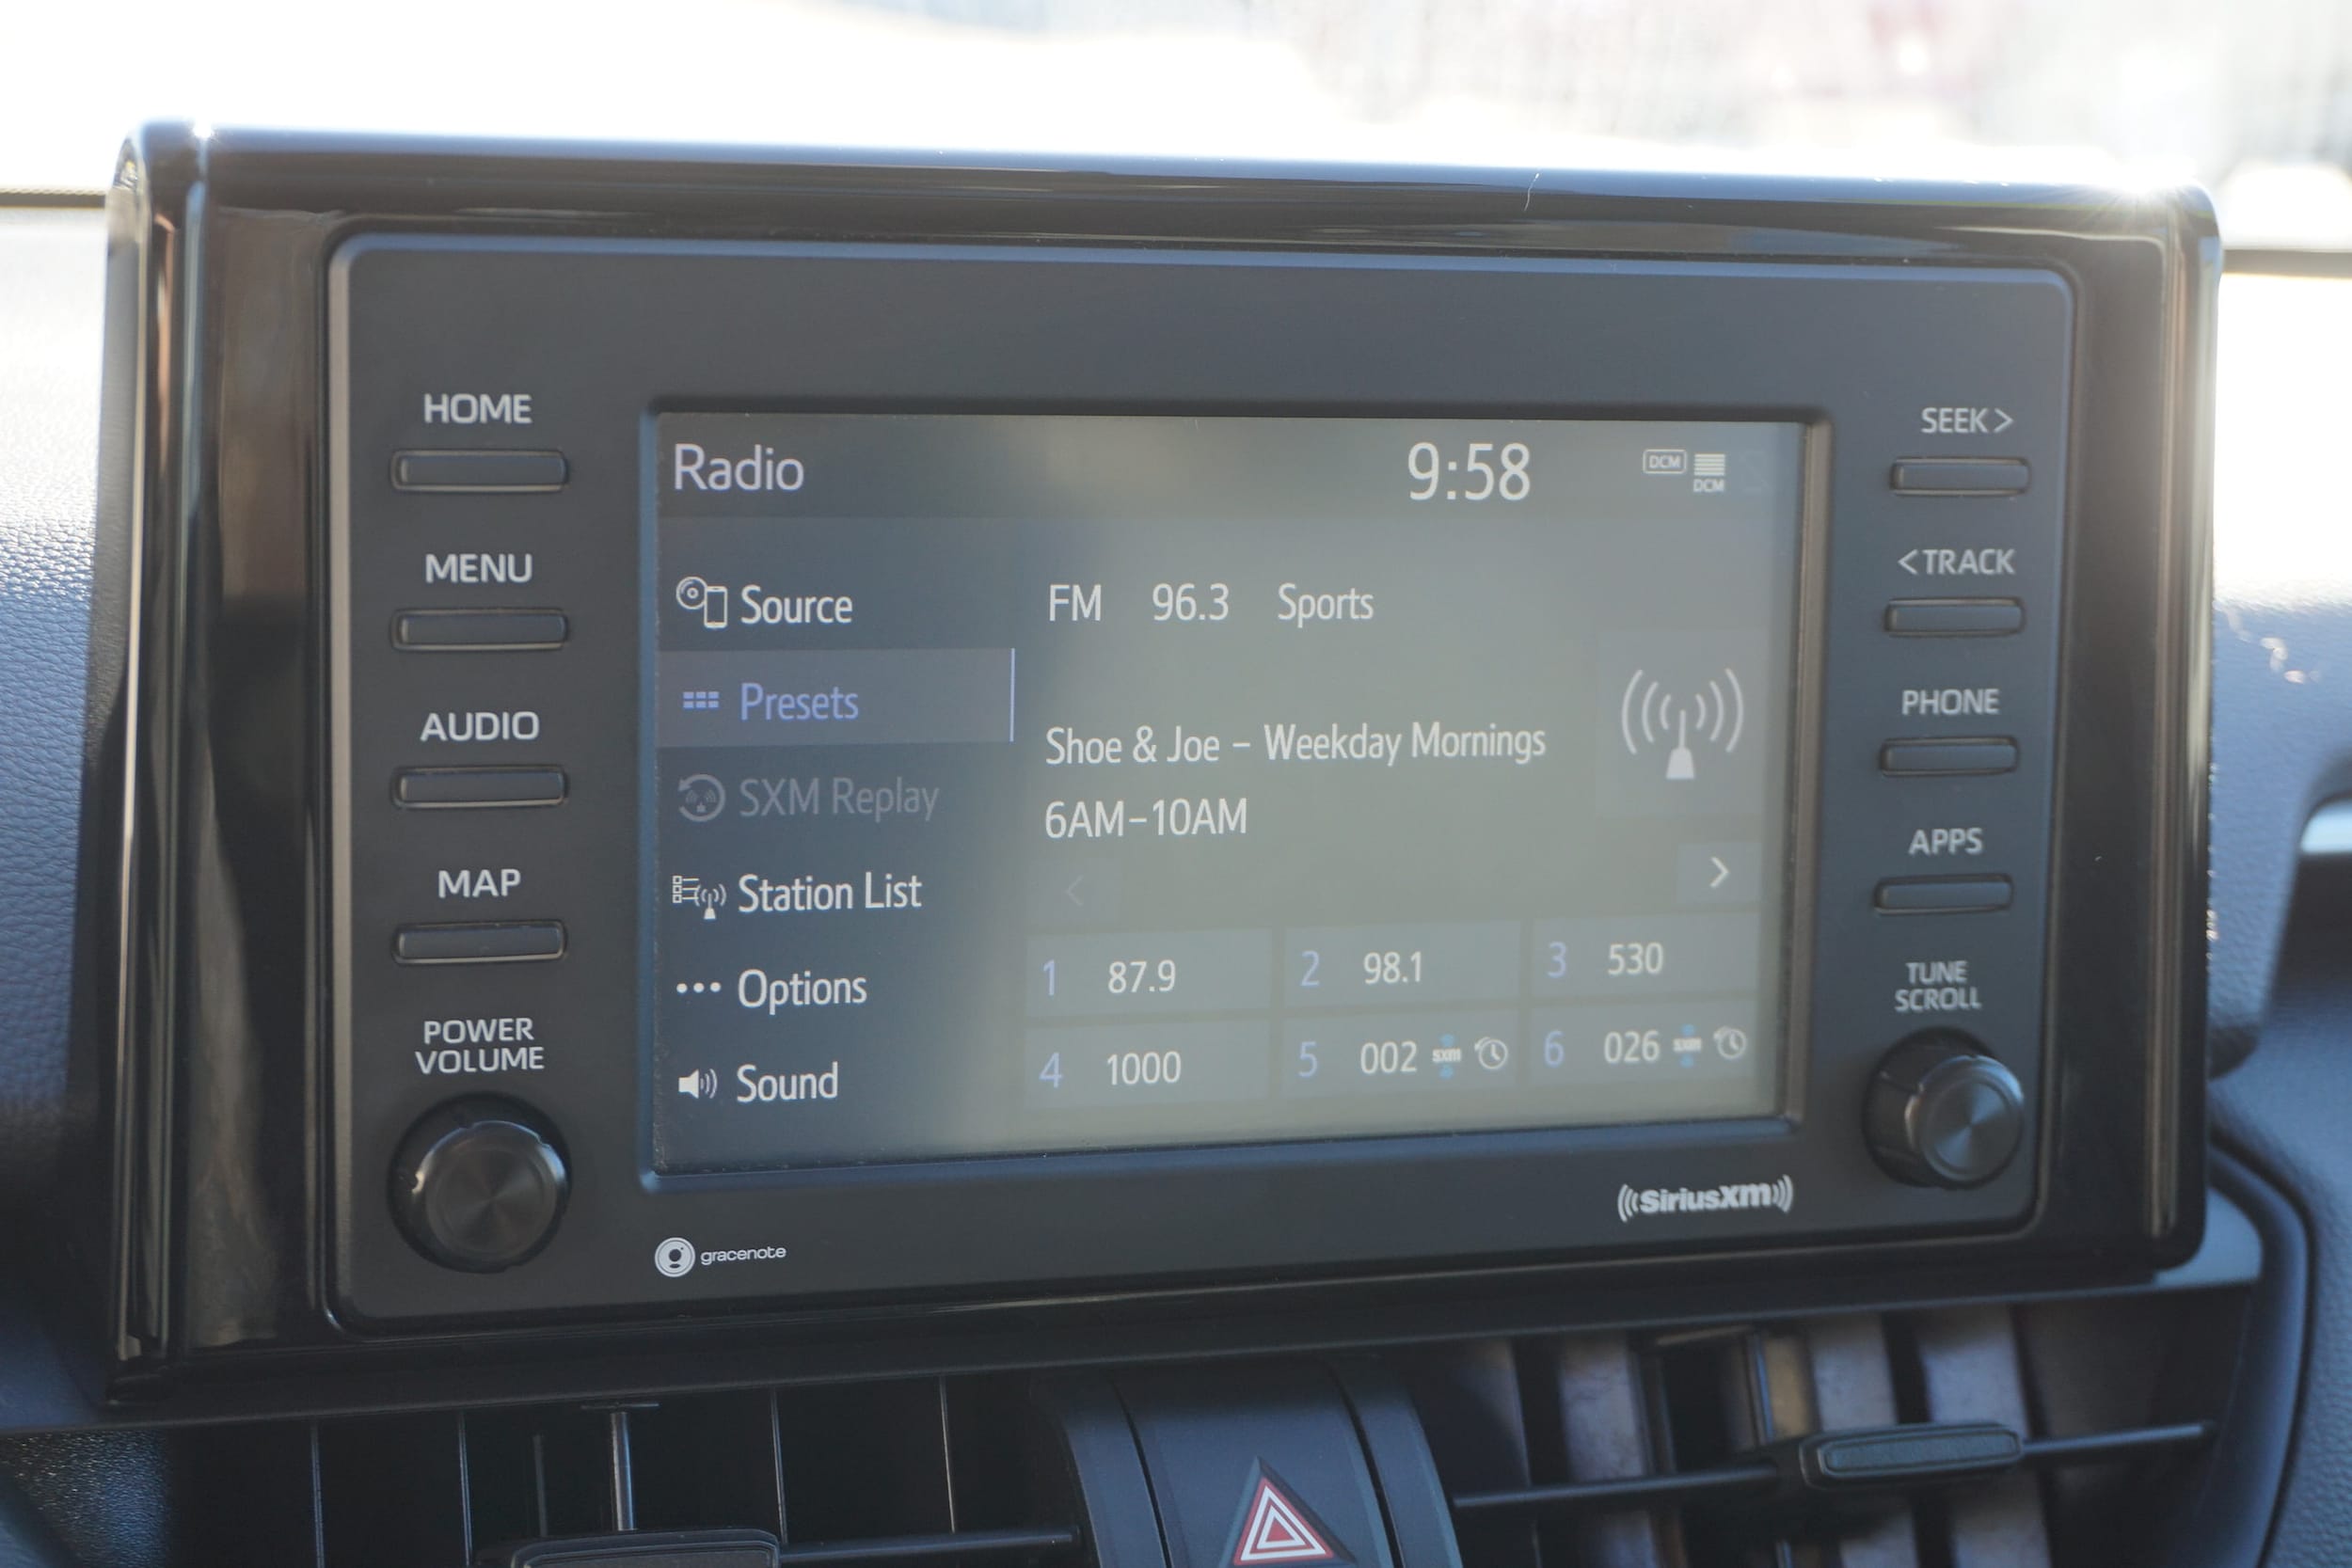 HOME
MENU
AUDIO
MAP
POWER
VOLUME
Radio
9:58
DCM
DCM
Source
Presets
SXM Replay
Station List
••• Options
Sound
FM 96.3 Sports
Shoe & Joe – Weekday Mornings
6AM–10AM
<
>
1 87.9
2 98.1
3 530
4 1000
5 002 sxm
6 026 sxm
SEEK >
< TRACK
PHONE
APPS
TUNE
SCROLL
gracenote
((SiriusXM))